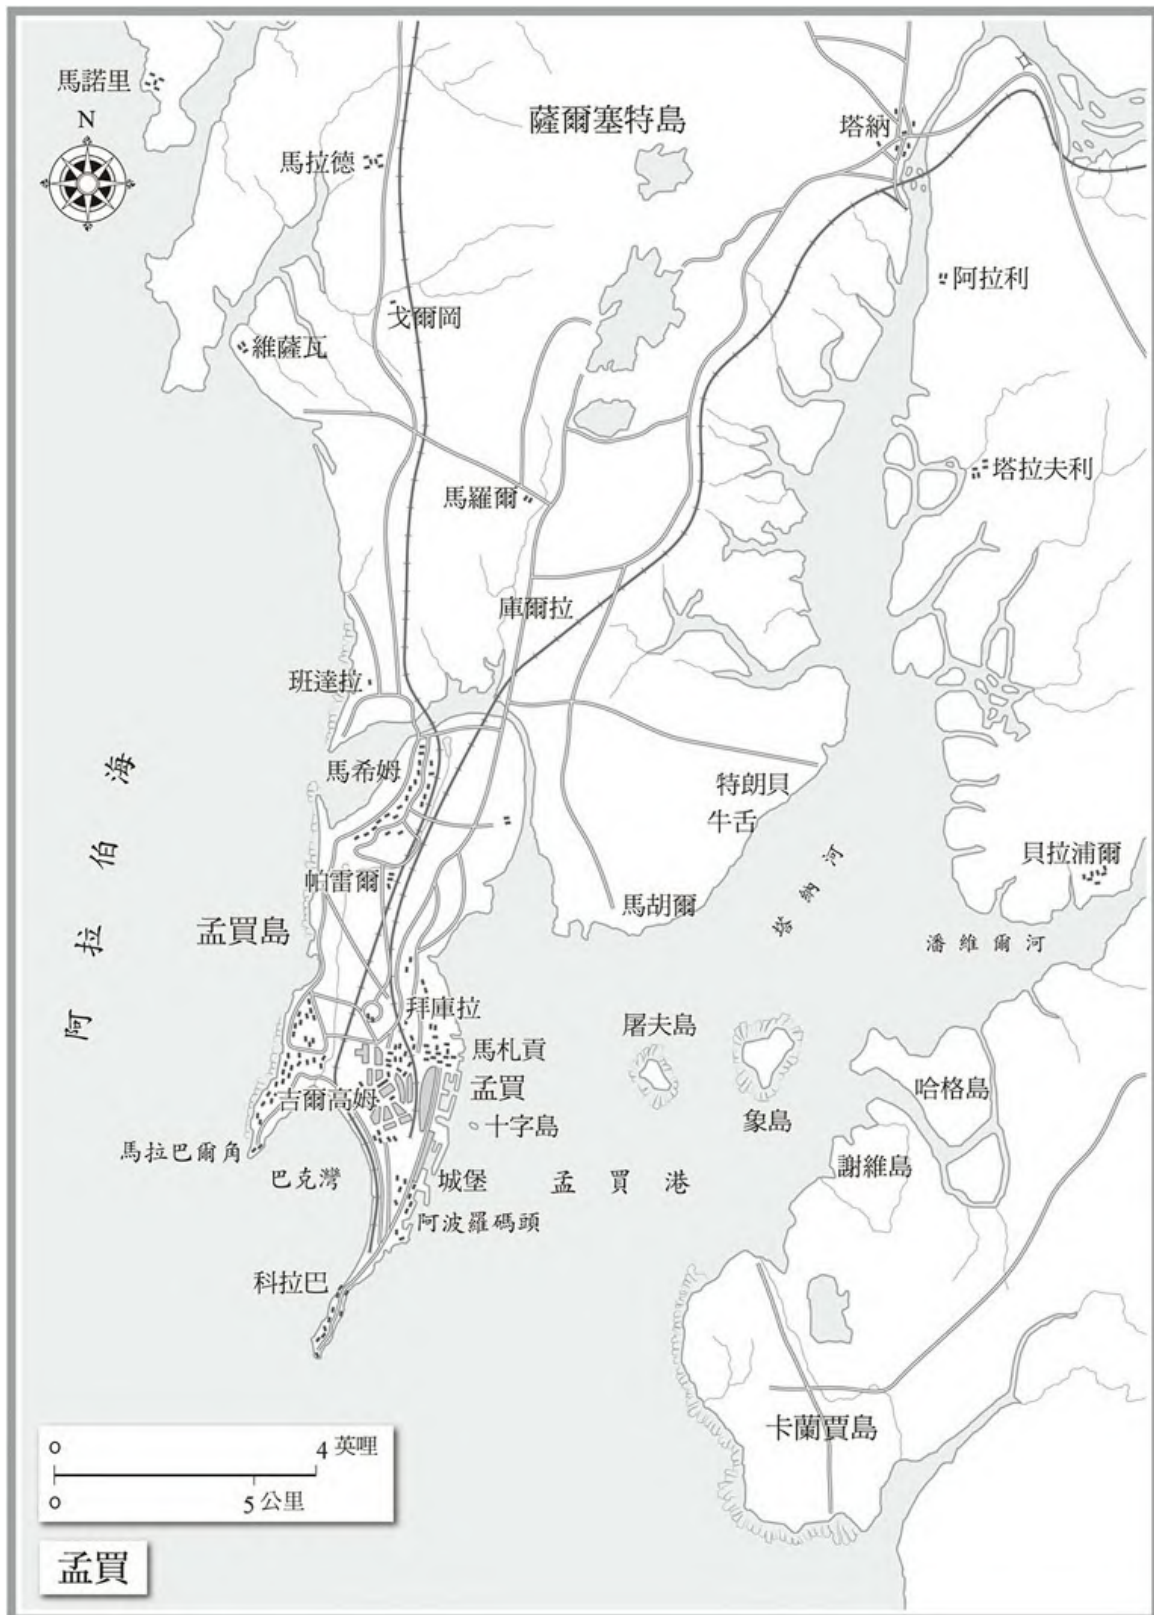 馬諾里
N
薩爾塞特島
塔納
馬拉德
阿拉利
戈爾岡
維薩瓦
塔拉夫利
馬羅爾
庫爾拉
班達拉
馬希姆
特朗貝
牛舌
帕雷爾
貝拉浦爾
馬胡爾
孟買島
塔納河
潘維爾河
阿拉伯海
拜庫拉
屠夫島
馬札貢
孟買
哈格島
吉爾高姆
十字島
象島
馬拉巴爾角
謝維島
巴克灣
城堡
孟買港
阿波羅碼頭
科拉巴
卡蘭賈島
0 4 英哩
0 5 公里
孟買